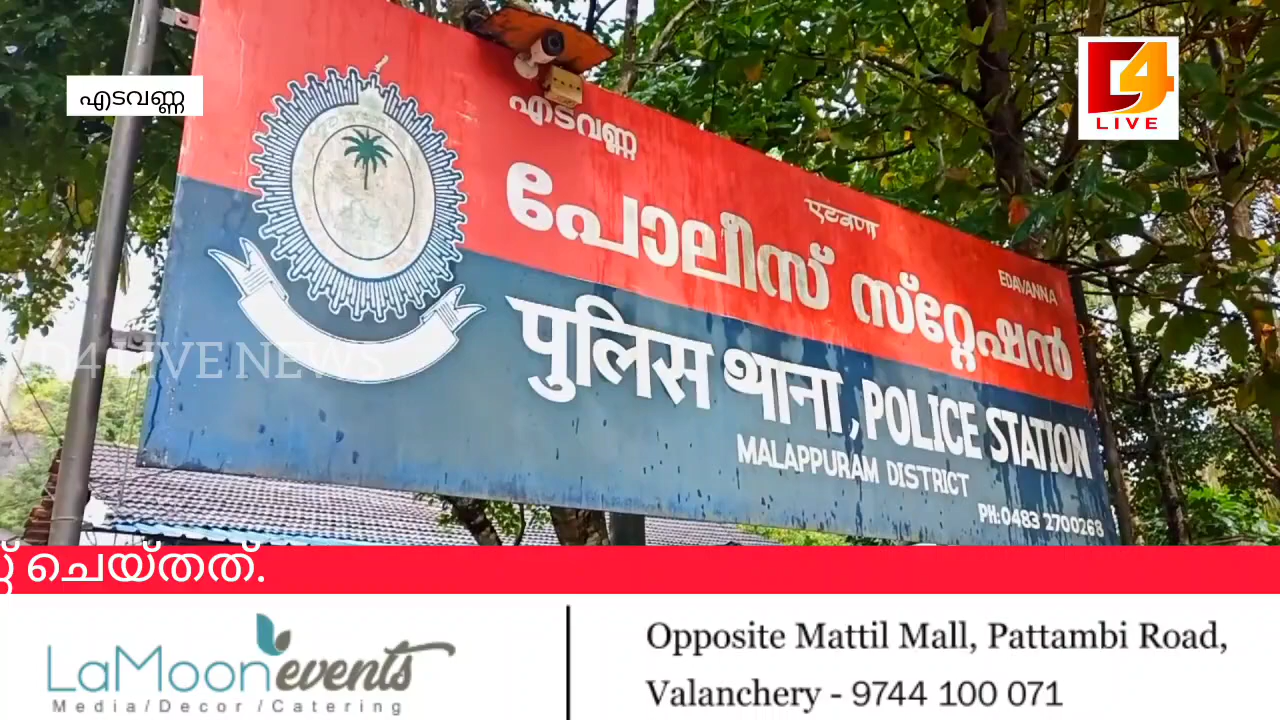 എടവണ്ണ
D4
LIVE
എടവണ്ണ
പോലീസ് സ്റ്റേഷൻ
एटवणा
EDAVANNA
पुलिस थाना, POLICE STATION
MALAPPURAM DISTRICT
PH:0483 2700268
D4 LIVE NEWS
ചെയ്തത്.
LaMoon events
Media/Decor/Catering
Opposite Mattil Mall, Pattambi Road,
Valanchery - 9744 100 071